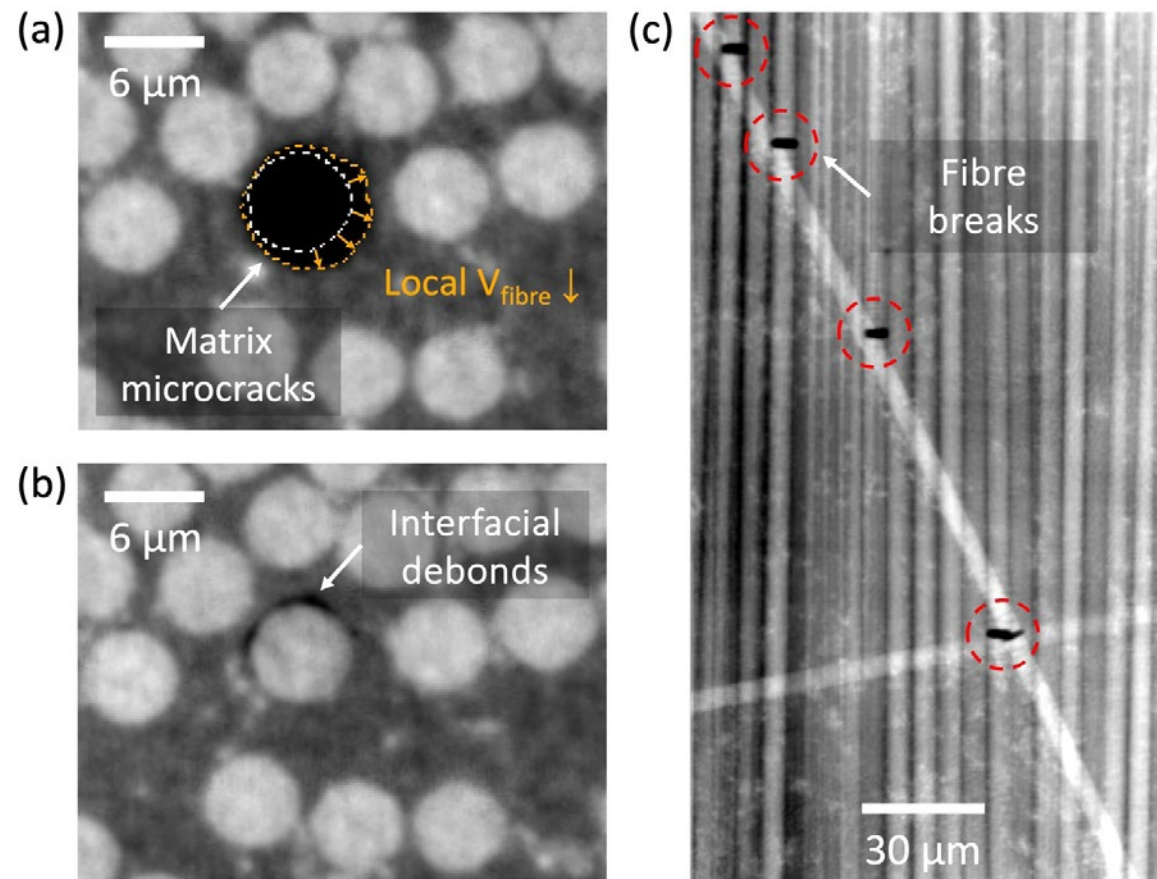 (a)
6 μm
Local V_fibre ↓
Matrix
microcracks
(b)
6 μm
Interfacial
debonds
(c)
Fibre
breaks
30 μm